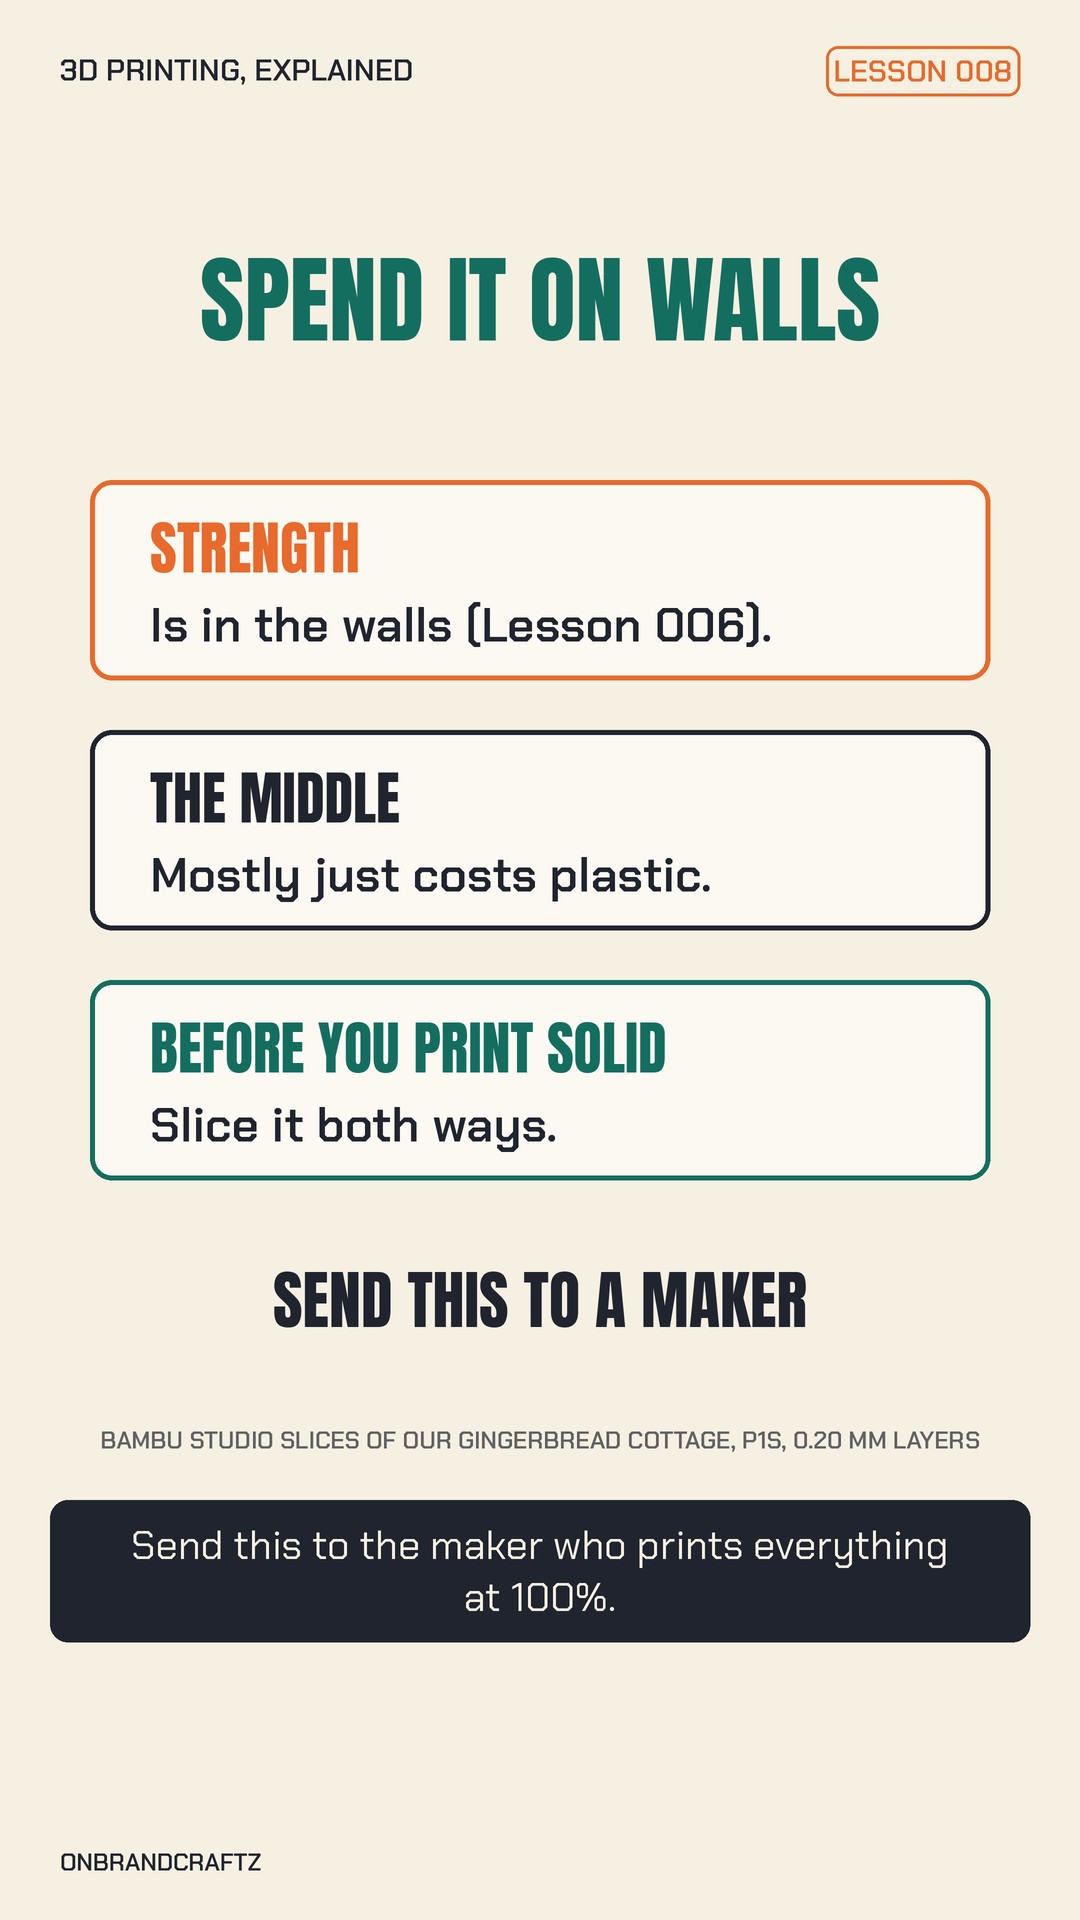 3D PRINTING, EXPLAINED
LESSON 008
SPEND IT ON WALLS
STRENGTH
Is in the walls (Lesson 006).
THE MIDDLE
Mostly just costs plastic.
BEFORE YOU PRINT SOLID
Slice it both ways.
SEND THIS TO A MAKER
BAMBU STUDIO SLICES OF OUR GINGERBREAD COTTAGE, P1S, 0.20 MM LAYERS
Send this to the maker who prints everything
at 100%.
ONBRANDCRAFTZ